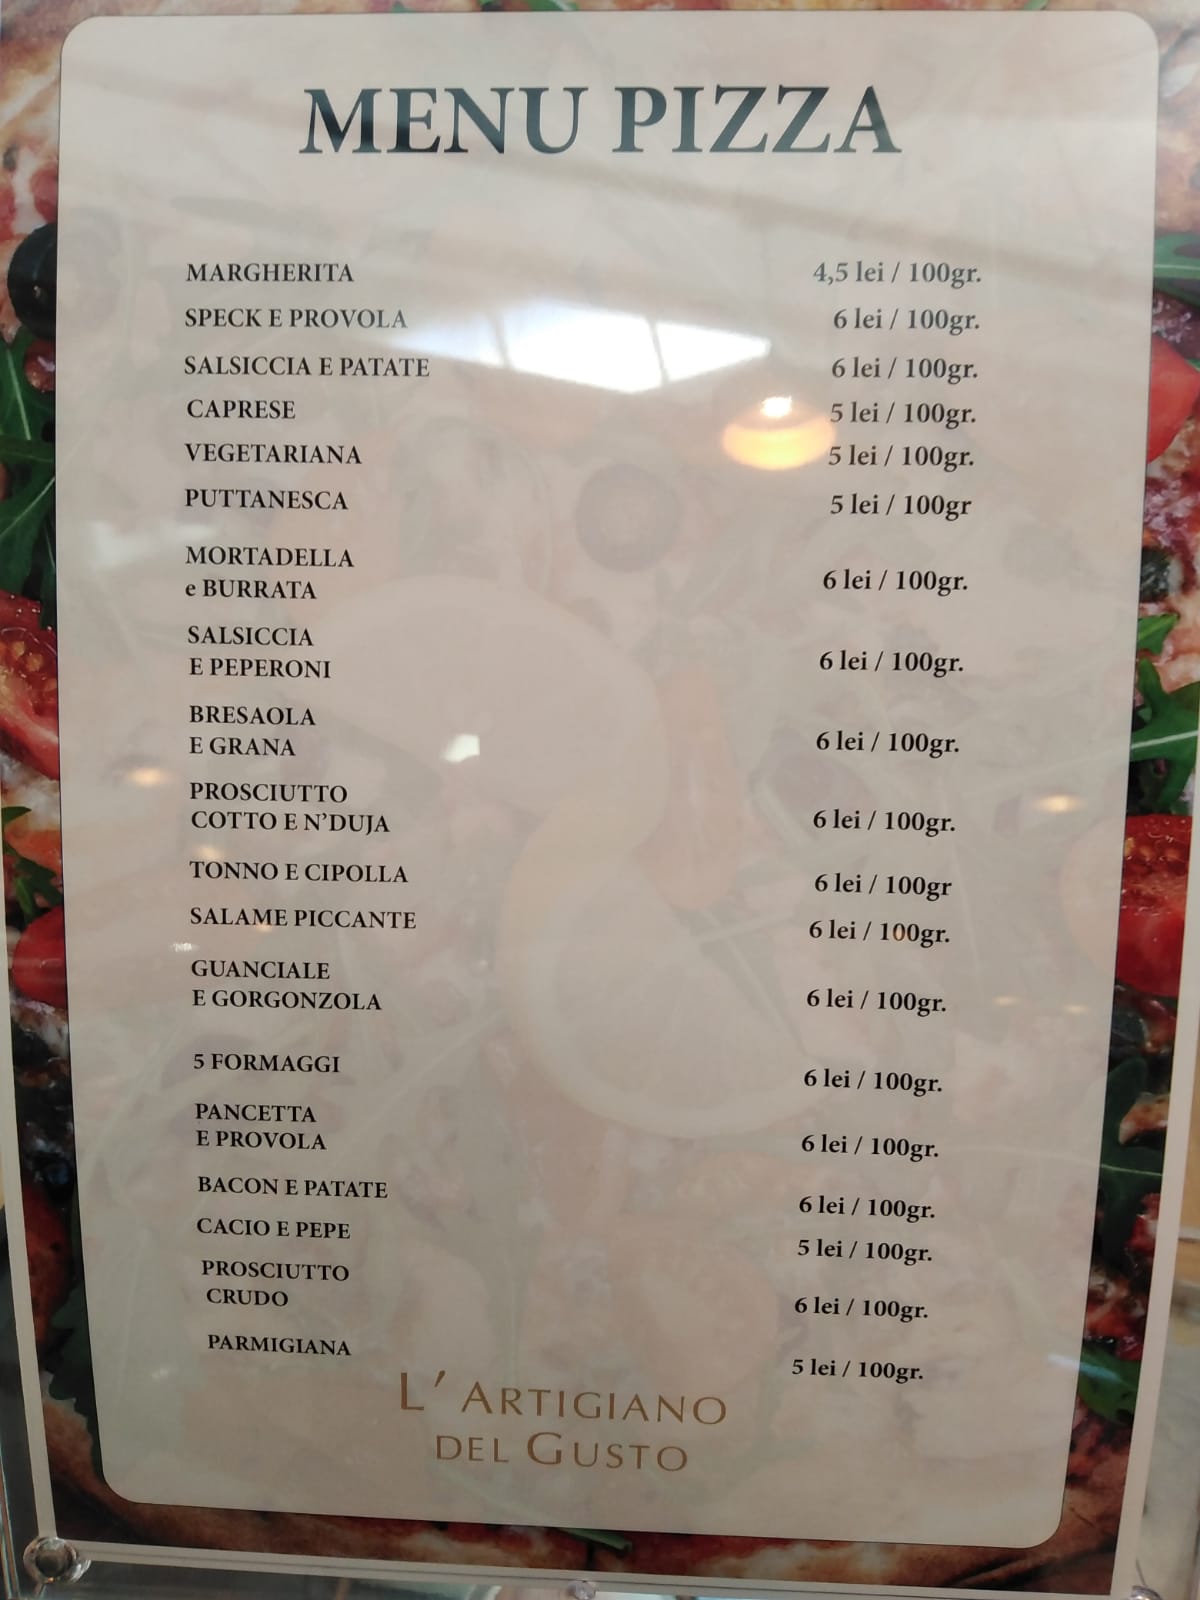 MENU PIZZA
MARGHERITA 4,5 lei / 100gr.
SPECK E PROVOLA 6 lei / 100gr.
SALSICCIA E PATATE 6 lei / 100gr.
CAPRESE 5 lei / 100gr.
VEGETARIANA 5 lei / 100gr.
PUTTANESCA 5 lei / 100gr
MORTADELLA
e BURRATA 6 lei / 100gr.
SALSICCIA
E PEPERONI 6 lei / 100gr.
BRESAOLA
E GRANA 6 lei / 100gr.
PROSCIUTTO
COTTO E N'DUJA 6 lei / 100gr.
TONNO E CIPOLLA 6 lei / 100gr
SALAME PICCANTE 6 lei / 100gr.
GUANCIALE
E GORGONZOLA 6 lei / 100gr.
5 FORMAGGI 6 lei / 100gr.
PANCETTA
E PROVOLA 6 lei / 100gr.
BACON E PATATE 6 lei / 100gr.
CACIO E PEPE 5 lei / 100gr.
PROSCIUTTO
CRUDO 6 lei / 100gr.
PARMIGIANA 5 lei / 100gr.
L' ARTIGIANO
DEL GUSTO